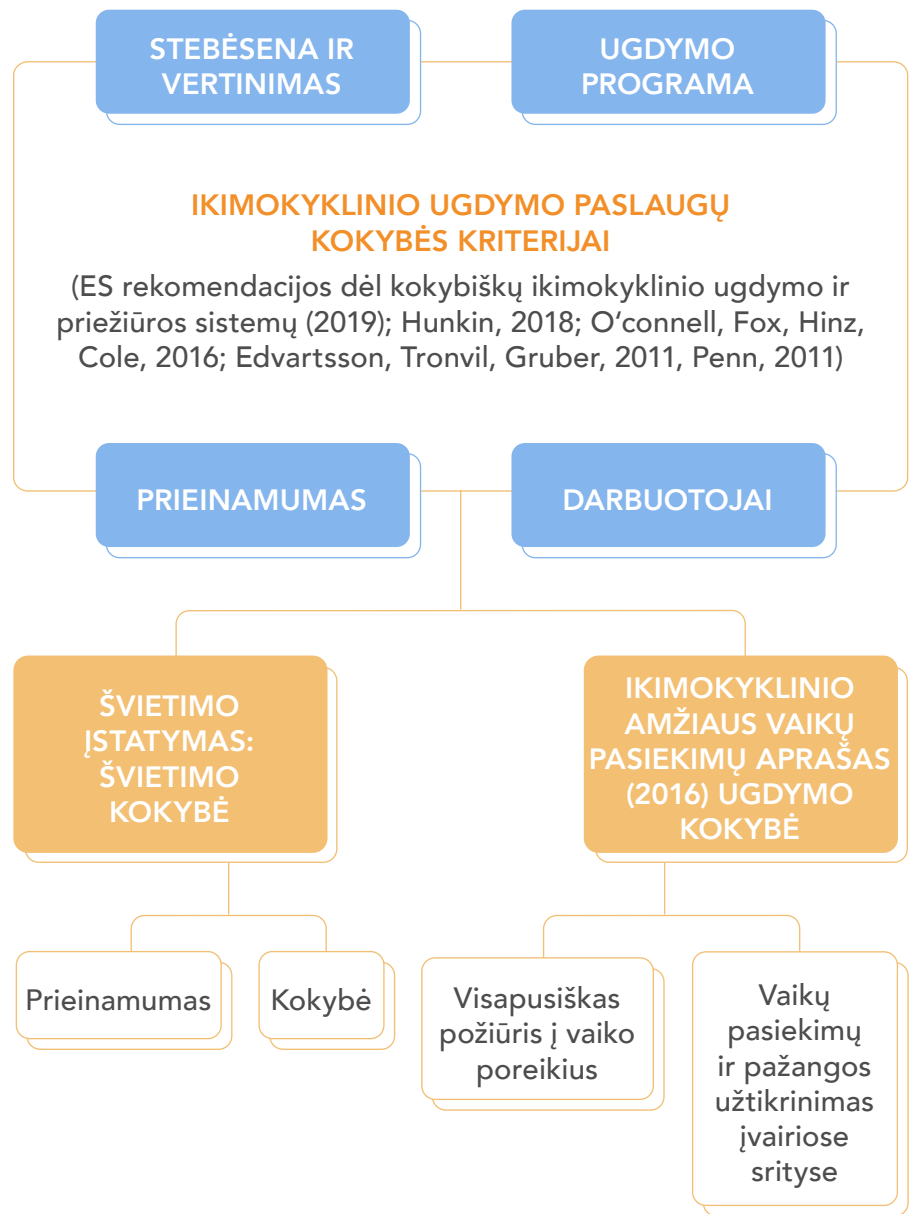 STEBĖSENA IR
VERTINIMAS
UGDYMO
PROGRAMA
IKIMOKYKLINIO UGDYMO PASLAUGŲ
KOKYBĖS KRITERIJAI
(ES rekomendacijos dėl kokybiškų ikimokyklinio ugdymo ir
priežiūros sistemų (2019); Hunkin, 2018; O‘connell, Fox, Hinz,
Cole, 2016; Edvartsson, Tronvil, Gruber, 2011, Penn, 2011)
PRIEINAMUMAS
DARBUOTOJAI
ŠVIETIMO
ĮSTATYMAS:
ŠVIETIMO
KOKYBĖ
IKIMOKYKLINIO
AMŽIAUS VAIKŲ
PASIEKIMŲ APRAŠAS
(2016) UGDYMO
KOKYBĖ
Prieinamumas
Kokybė
Visapusiškas
požiūris į vaiko
poreikius
Vaikų
pasiekimų
ir pažangos
užtikrinimas
įvairiose
srityse